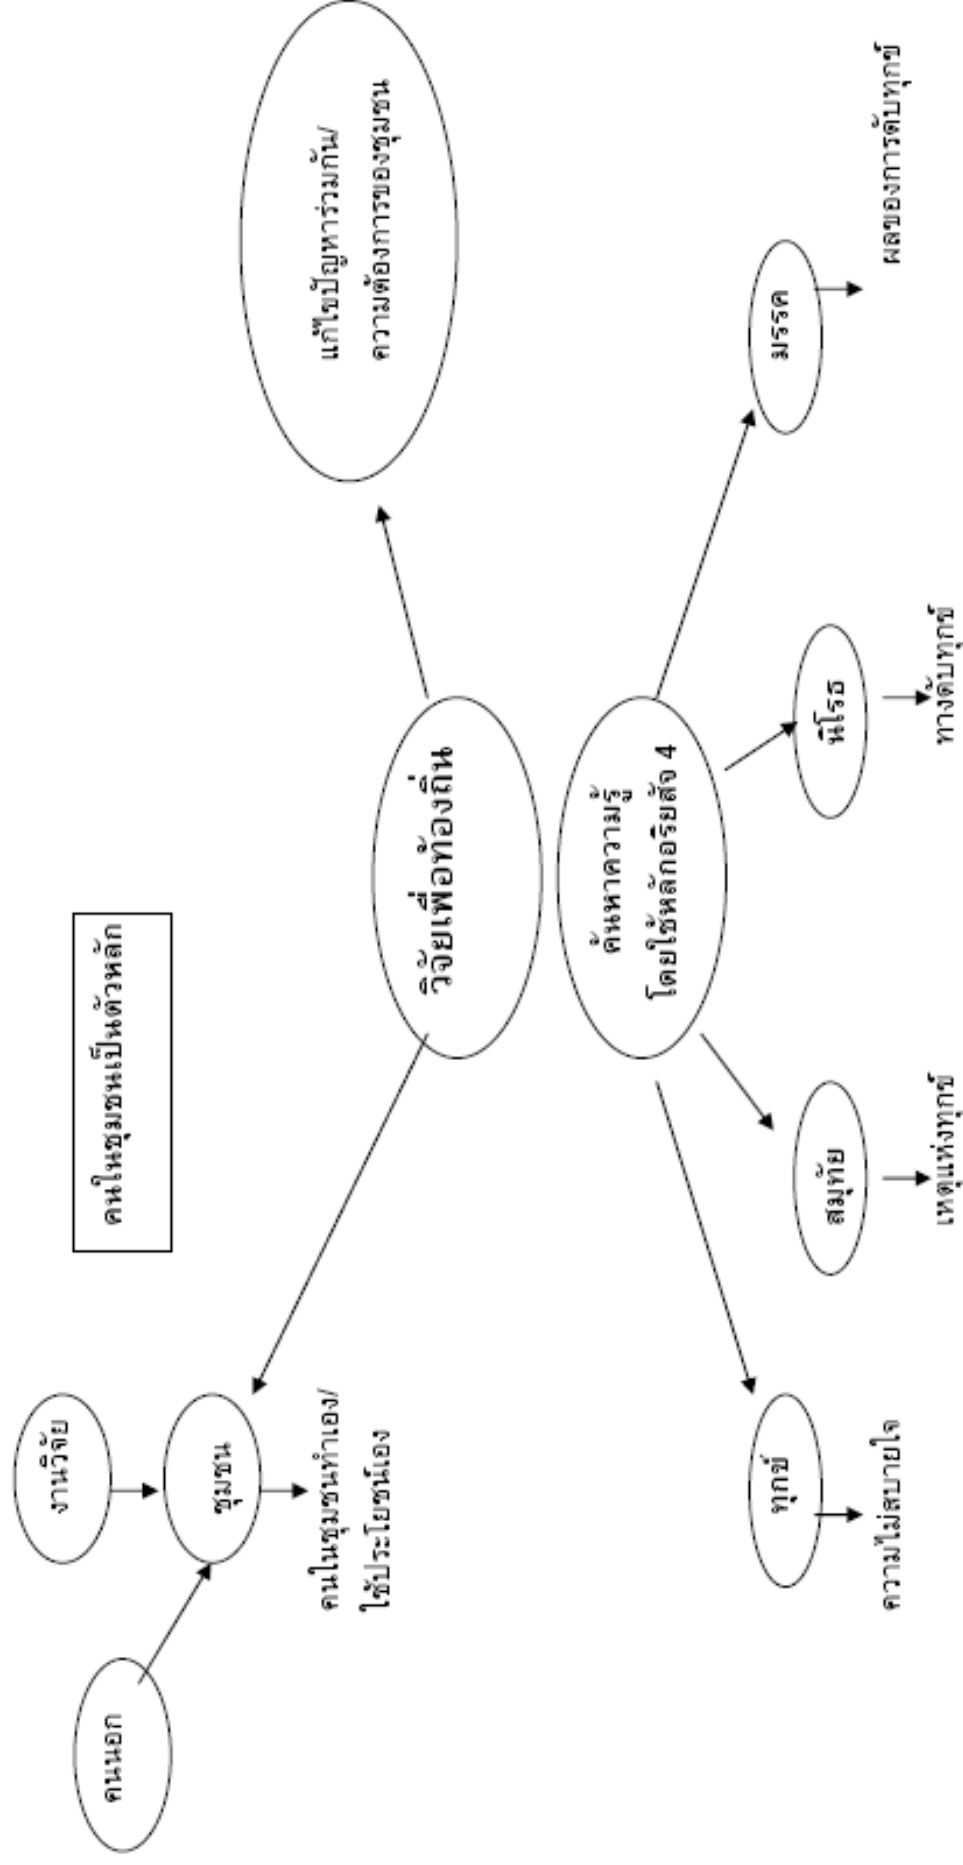 คนในชุมชนเป็นตัวหลัก
งานวิจัย
คนนอก
ชุมชน
คนในชุมชนทำเอง/
ใช้ประโยชน์เอง
แก้ไขปัญหาร่วมกัน/
ความต้องการของชุมชน
วิจัยเพื่อท้องถิ่น
ค้นหาความรู้
โดยใช้หลักอริยสัจ 4
ทุกข์
ความไม่สบายใจ
สมุทัย
เหตุแห่งทุกข์
นิโรธ
ทางดับทุกข์
มรรค
ผลของการดับทุกข์